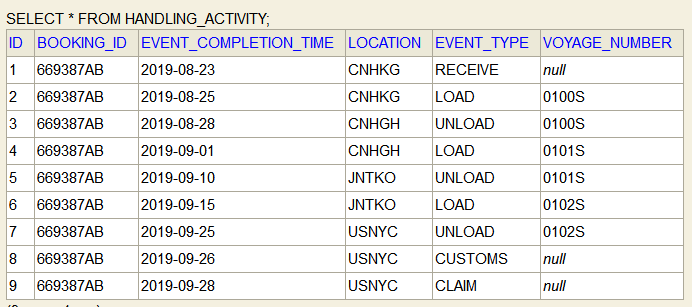 SELECT * FROM HANDLING_ACTIVITY;
ID BOOKING_ID EVENT_COMPLETION_TIME LOCATION EVENT_TYPE VOYAGE_NUMBER
1 669387AB 2019-08-23 CNHKG RECEIVE null
2 669387AB 2019-08-25 CNHKG LOAD 0100S
3 669387AB 2019-08-28 CNHGH UNLOAD 0100S
4 669387AB 2019-09-01 CNHGH LOAD 0101S
5 669387AB 2019-09-10 JNTKO UNLOAD 0101S
6 669387AB 2019-09-15 JNTKO LOAD 0102S
7 669387AB 2019-09-25 USNYC UNLOAD 0102S
8 669387AB 2019-09-26 USNYC CUSTOMS null
9 669387AB 2019-09-28 USNYC CLAIM null